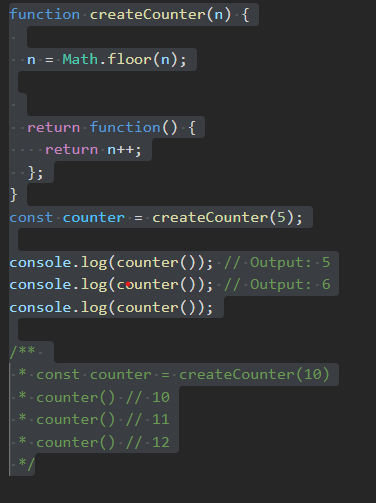 function createCounter(n) {
  n = Math.floor(n);
  return function() {
    return n++;
  };
}
const counter = createCounter(5);
console.log(counter()); // Output: 5
console.log(counter()); // Output: 6
console.log(counter());
/**
 * const counter = createCounter(10)
 * counter() // 10
 * counter() // 11
 * counter() // 12
 */